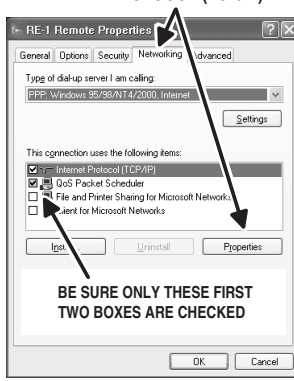 RE-1 Remote Properties
General Options Security Networking Advanced
Type of dial-up server I am calling:
PPP: Windows 95/98/NT4/2000, Internet
Settings
This connection uses the following items:
Internet Protocol (TCP/IP)
QoS Packet Scheduler
File and Printer Sharing for Microsoft Networks
Client for Microsoft Networks
Uninstall Properties
BE SURE ONLY THESE FIRST
TWO BOXES ARE CHECKED
OK Cancel